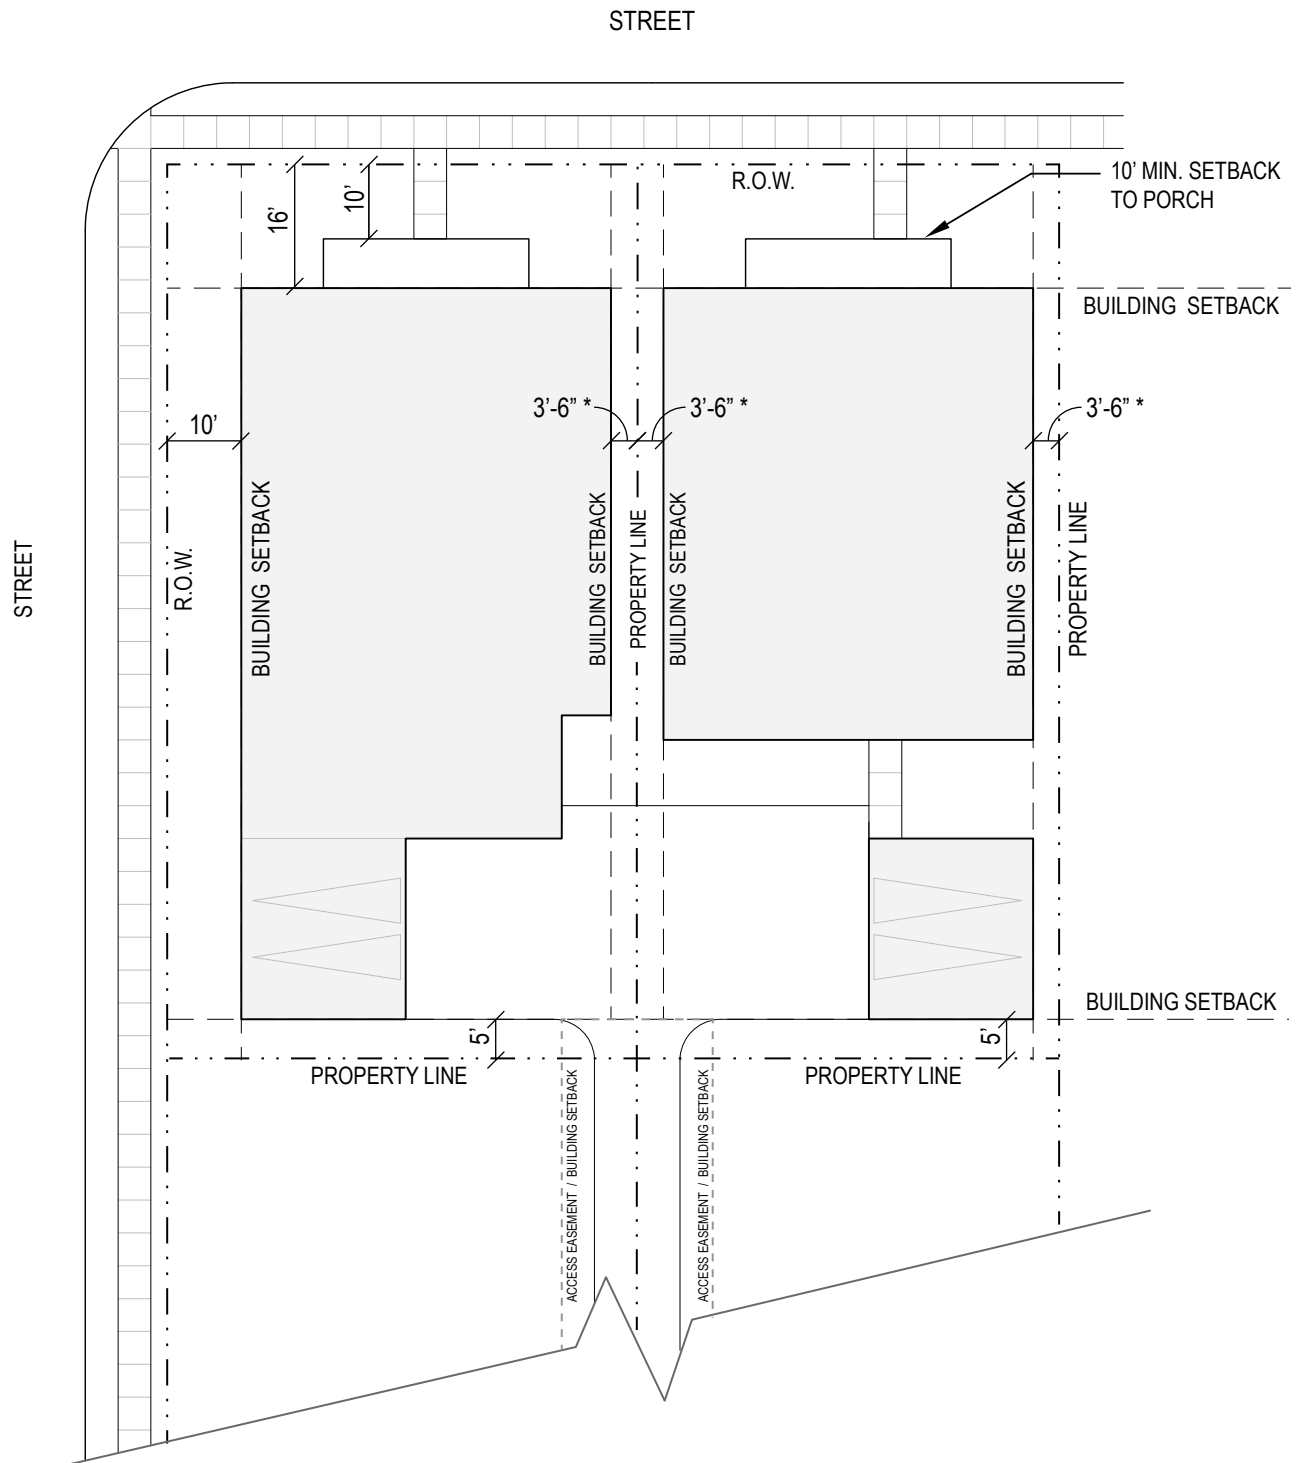 STREET
R.O.W.
10' MIN. SETBACK
TO PORCH
10’
16’
BUILDING SETBACK
3’-6” *
3’-6” *
3’-6” *
10’
STREET
R.O.W.
BUILDING SETBACK
BUILDING SETBACK
PROPERTY LINE
BUILDING SETBACK
BUILDING SETBACK
PROPERTY LINE
BUILDING SETBACK
5’
5’
PROPERTY LINE
PROPERTY LINE
ACCESS EASEMENT / BUILDING SETBACK
ACCESS EASEMENT / BUILDING SETBACK